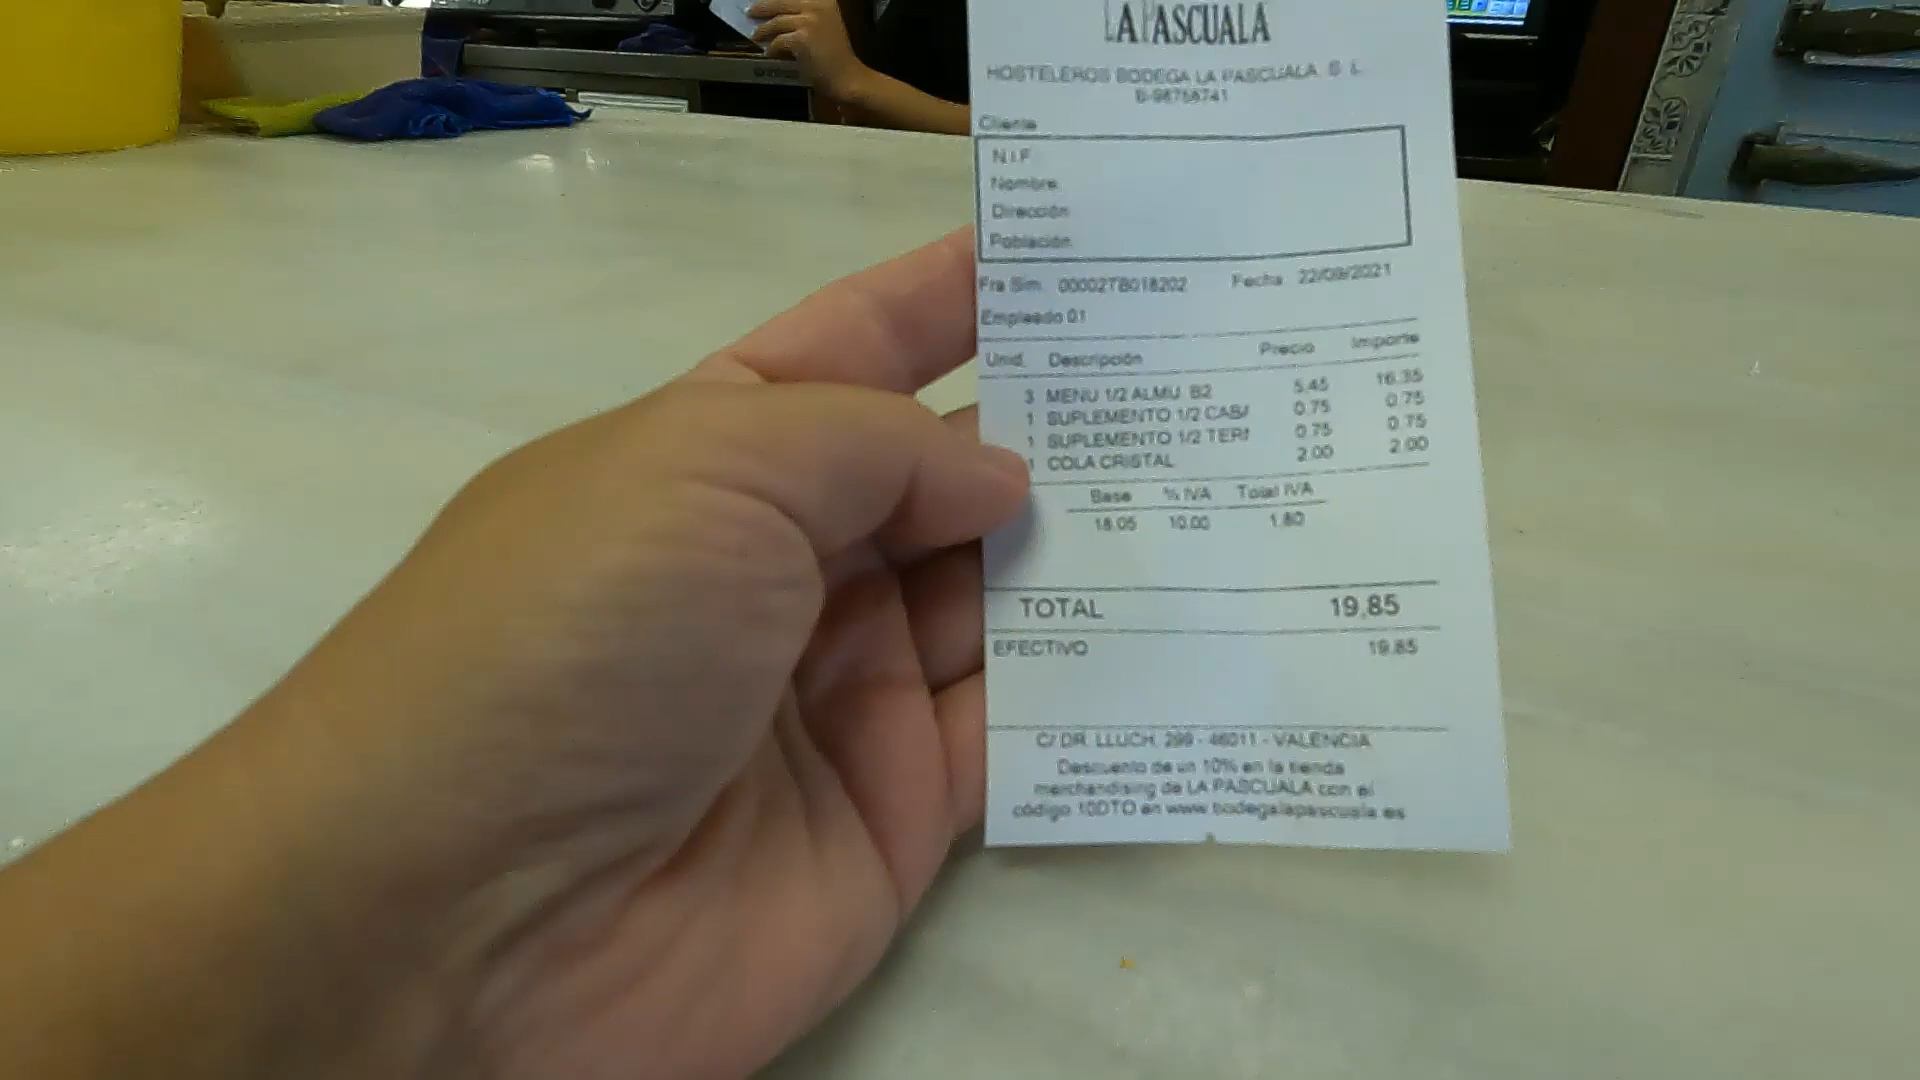 LA PASCUALA
HOSTELEROS BODEGA LA PASCUALA S L
B-98758741
Cliente
N.I.F
Nombre
Dirección
Población
Fra Sim. 00002TB018202 Fecha 22/09/2021
Empleado 01
Unid. Descripción Precio Importe
3 MENU 1/2 ALMU B2 5.45 16.35
1 SUPLEMENTO 1/2 CABA 0.75 0.75
1 SUPLEMENTO 1/2 TERN 0.75 0.75
1 COLA CRISTAL 2.00 2.00
Base % IVA Total IVA
18.05 10.00 1.80
TOTAL 19,85
EFECTIVO 19.85
C/ DR. LLUCH, 299 - 46011 - VALENCIA
Descuento de un 10% en la tienda
merchandising de LA PASCUALA con el
código 10DTO en www.bodegalapascuala.es